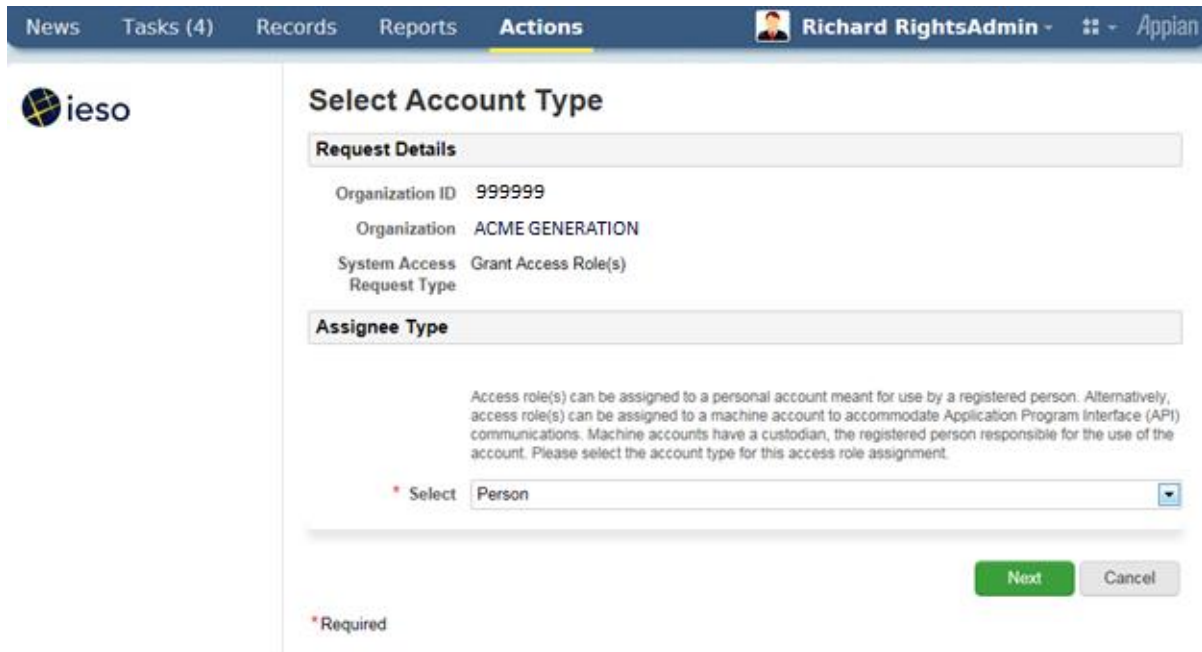 News Tasks (4) Records Reports Actions Richard RightsAdmin Appian
ieso
Select Account Type
Request Details
Organization ID 999999
Organization ACME GENERATION
System Access Request Type Grant Access Role(s)
Assignee Type
Access role(s) can be assigned to a personal account meant for use by a registered person. Alternatively,
access role(s) can be assigned to a machine account to accommodate Application Program Interface (API)
communications. Machine accounts have a custodian, the registered person responsible for the use of the
account. Please select the account type for this access role assignment.
* Select Person
Next Cancel
*Required